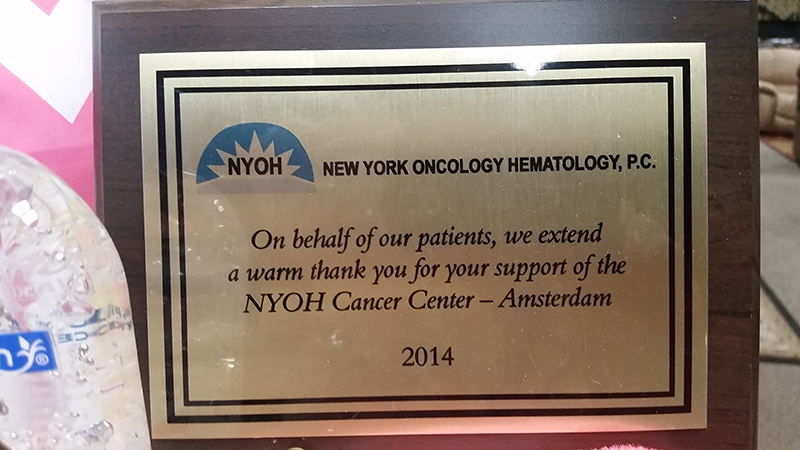 NYOH
NEW YORK ONCOLOGY HEMATOLOGY, P.C.
On behalf of our patients, we extend
a warm thank you for your support of the
NYOH Cancer Center – Amsterdam
2014